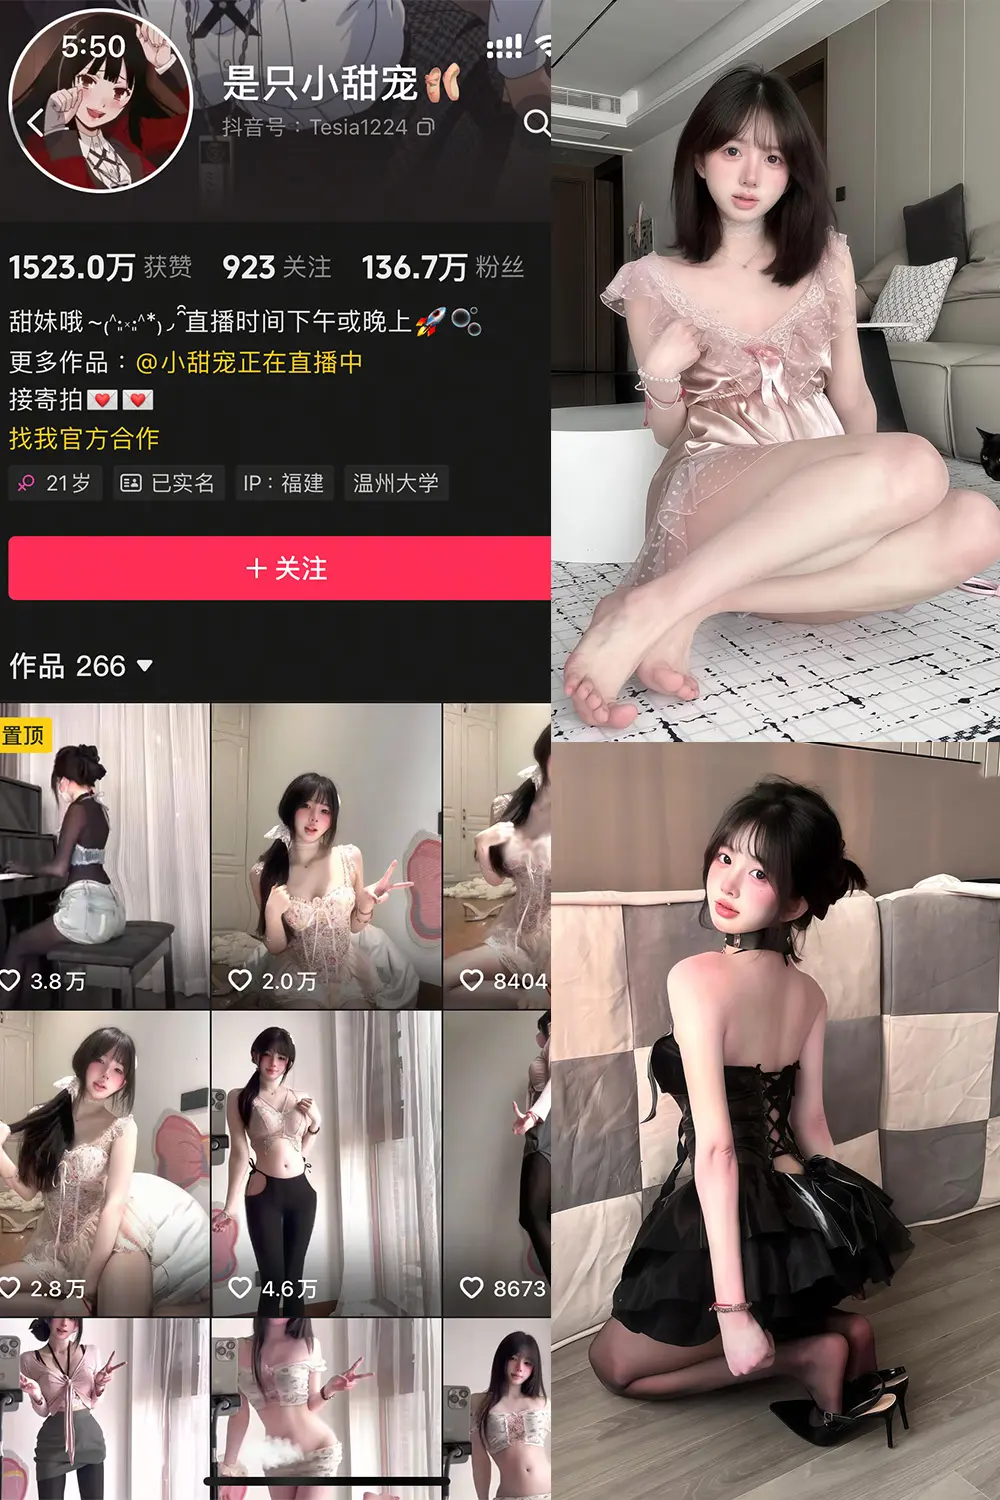 5:50
是只小甜宠
抖音号：Tesia1224
1523.0万 获赞 923 关注 136.7万 粉丝
甜妹哦~₍^⸝⸝⸝^*₎◞ ̑̑直播时间下午或晚上🚀🫧
更多作品：@小甜宠正在直播中
接寄拍💌💌
找我官方合作
21岁 已实名 IP：福建 温州大学
+ 关注
作品 266
置顶
3.8万 2.0万 8404
2.8万 4.6万 8673